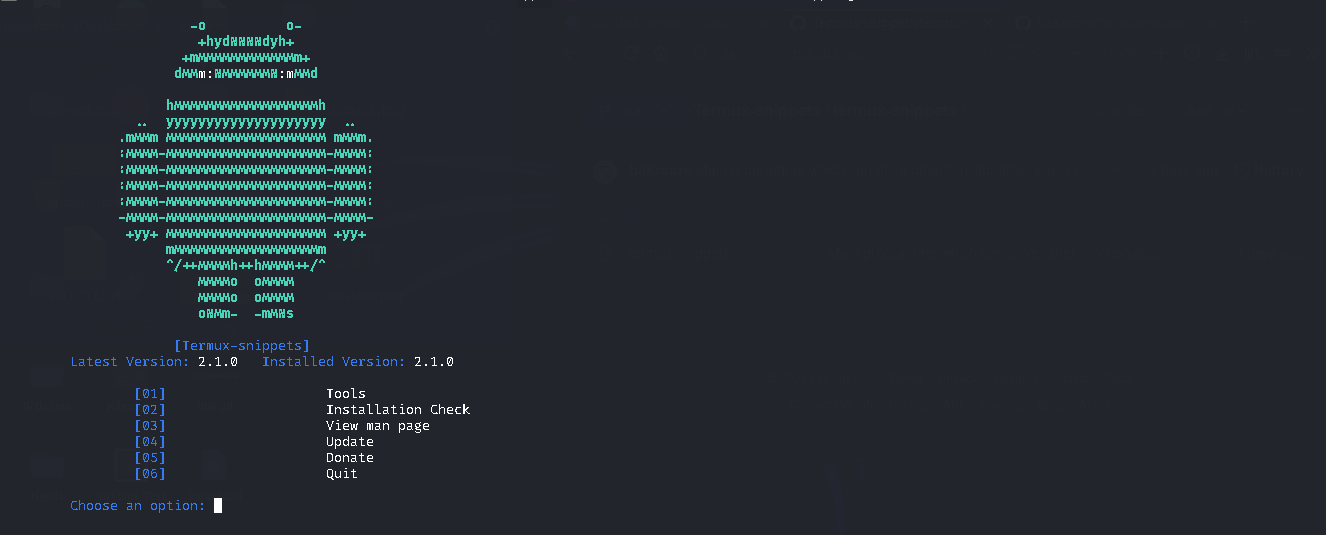 -o          o-
+hydNNNNdyh+
+mMMMMMMMMMMMMm+
dMMm:NMMMMMMN:mMMd
hMMMMMMMMMMMMMMMMMMh
..  yyyyyyyyyyyyyyyyyyyy  ..
.mMMm MMMMMMMMMMMMMMMMMMMM mMMm.
:MMMM-MMMMMMMMMMMMMMMMMMMM-MMMM:
:MMMM-MMMMMMMMMMMMMMMMMMMM-MMMM:
:MMMM-MMMMMMMMMMMMMMMMMMMM-MMMM:
:MMMM-MMMMMMMMMMMMMMMMMMMM-MMMM:
-MMMM-MMMMMMMMMMMMMMMMMMMM-MMMM-
+yy+ MMMMMMMMMMMMMMMMMMMM +yy+
mMMMMMMMMMMMMMMMMMMm
^/++MMMMh++hMMMM++/^
MMMMo  oMMMM
MMMMo  oMMMM
oNMm-  -mMNs
[Termux-snippets]
Latest Version: 2.1.0   Installed Version: 2.1.0
[01] Tools
[02] Installation Check
[03] View man page
[04] Update
[05] Donate
[06] Quit
Choose an option: